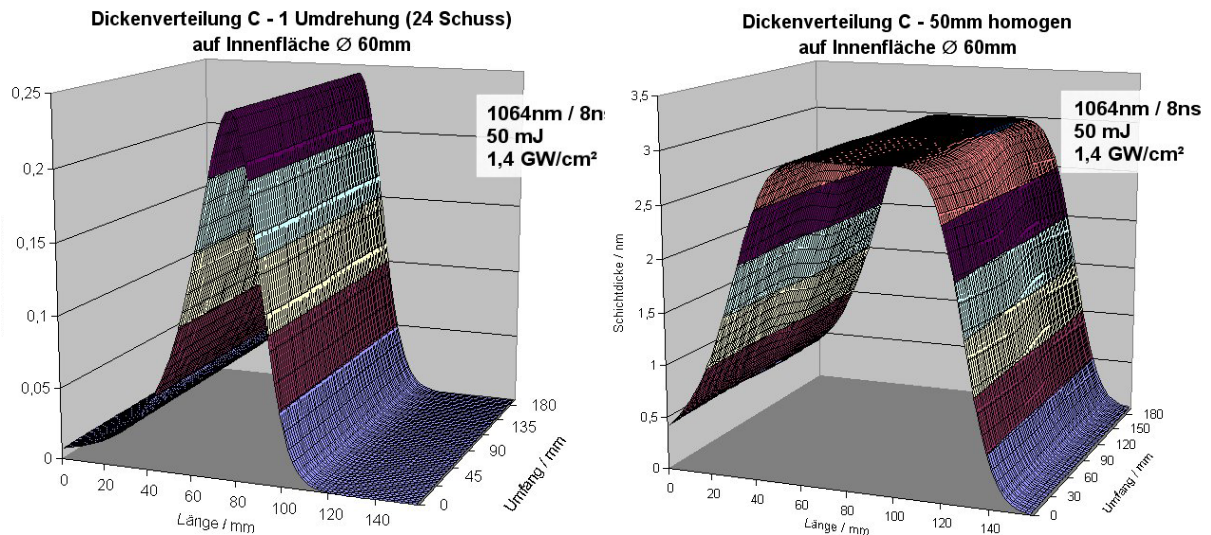 Dickenverteilung C - 1 Umdrehung (24 Schuss)
auf Innenfläche Ø 60mm
0,25
0,2
0,15
0,1
0,05
0
0 20 40 60 80 100 120 140
Länge / mm
0 45 90 135 180
Umfang / mm
1064nm / 8ns
50 mJ
1,4 GW/cm²
Dickenverteilung C - 50mm homogen
auf Innenfläche Ø 60mm
3,5
3
2,5
2
1,5
1
0,5
0
Schichtdicke / nm
0 20 40 60 80 100 120 140
Länge / mm
0 30 60 90 120 150 180
Umfang / mm
1064nm / 8ns
50 mJ
1,4 GW/cm²